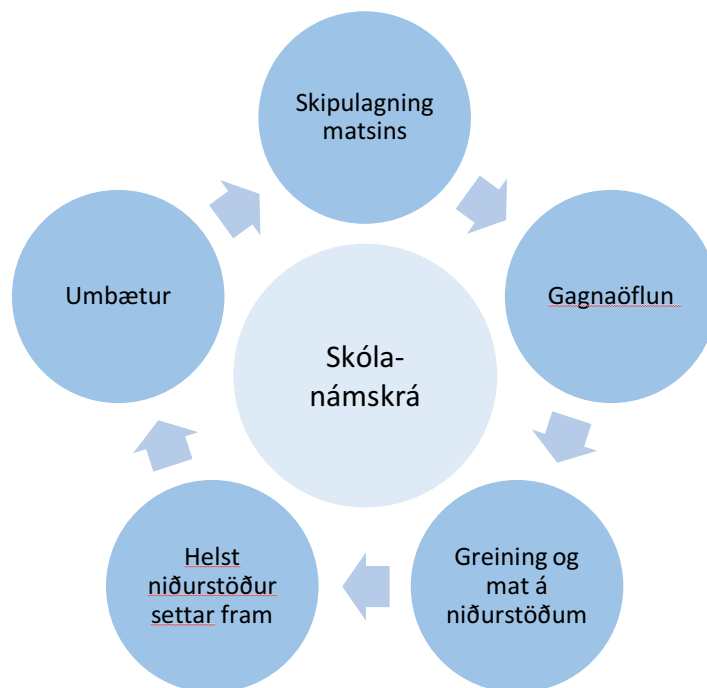 Skipulagning
matsins
Gagnaöflun
Greining og
mat á
niðurstöðum
Helst
niðurstöður
settar fram
Umbætur
Skóla-
námskrá